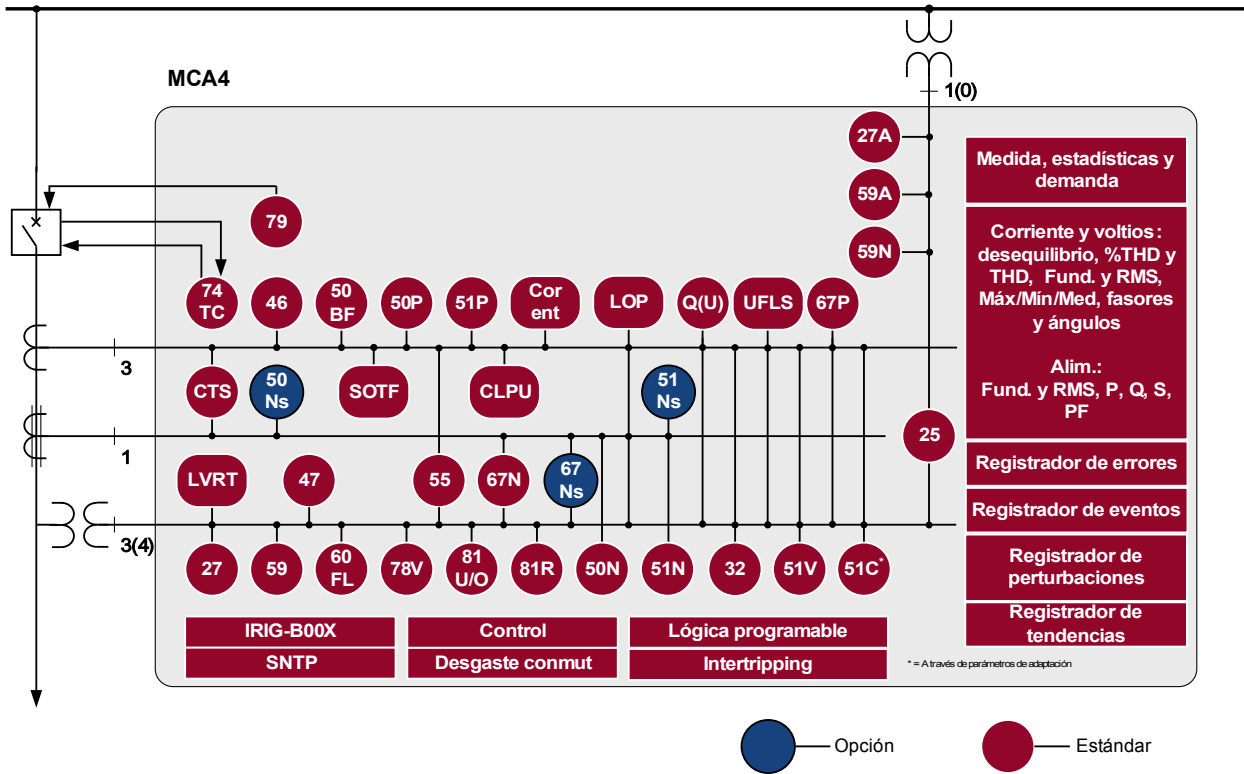 MCA4
1(0)
27A
59A
59N
79
74
TC
46
50
BF
50P
51P
Cor
ent
LOP
Q(U)
UFLS
67P
3
CTS
50
Ns
SOTF
CLPU
51
Ns
25
1
LVRT
47
55
67N
67
Ns
3(4)
27
59
60
FL
78V
81
U/O
81R
50N
51N
32
51V
51C*
Medida, estadísticas y
demanda
Corriente y voltios:
desequilibrio, %THD y
THD, Fund. y RMS,
Máx/Mín/Med, fasores
y ángulos
Alim.:
Fund. y RMS, P, Q, S,
PF
Registrador de errores
Registrador de eventos
Registrador de
perturbaciones
Registrador de
tendencias
IRIG-B00X
SNTP
Control
Desgaste conmut
Lógica programable
Intertripping
* = A través de parámetros de adaptación
Opción
Estándar